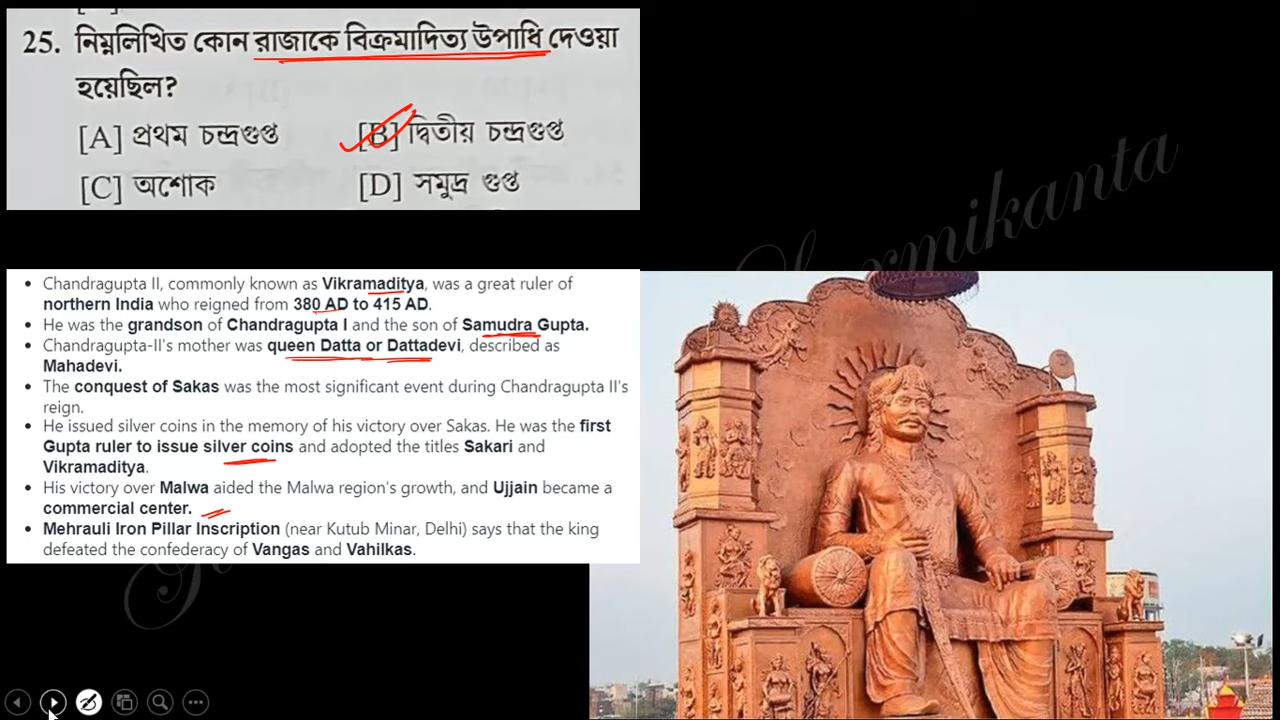 25. নিম্নলিখিত কোন রাজাকে বিক্রমাদিত্য উপাধি দেওয়া
হয়েছিল?
[A] প্রথম চন্দ্রগুপ্ত [B] দ্বিতীয় চন্দ্রগুপ্ত
[C] অশোক [D] সমুদ্র গুপ্ত
Chandragupta II, commonly known as Vikramaditya, was a great ruler of
northern India who reigned from 380 AD to 415 AD.
He was the grandson of Chandragupta I and the son of Samudra Gupta.
Chandragupta-II's mother was queen Datta or Dattadevi, described as
Mahadevi.
The conquest of Sakas was the most significant event during Chandragupta II's
reign.
He issued silver coins in the memory of his victory over Sakas. He was the first
Gupta ruler to issue silver coins and adopted the titles Sakari and
Vikramaditya.
His victory over Malwa aided the Malwa region's growth, and Ujjain became a
commercial center.
Mehrauli Iron Pillar Inscription (near Kutub Minar, Delhi) says that the king
defeated the confederacy of Vangas and Vahilkas.